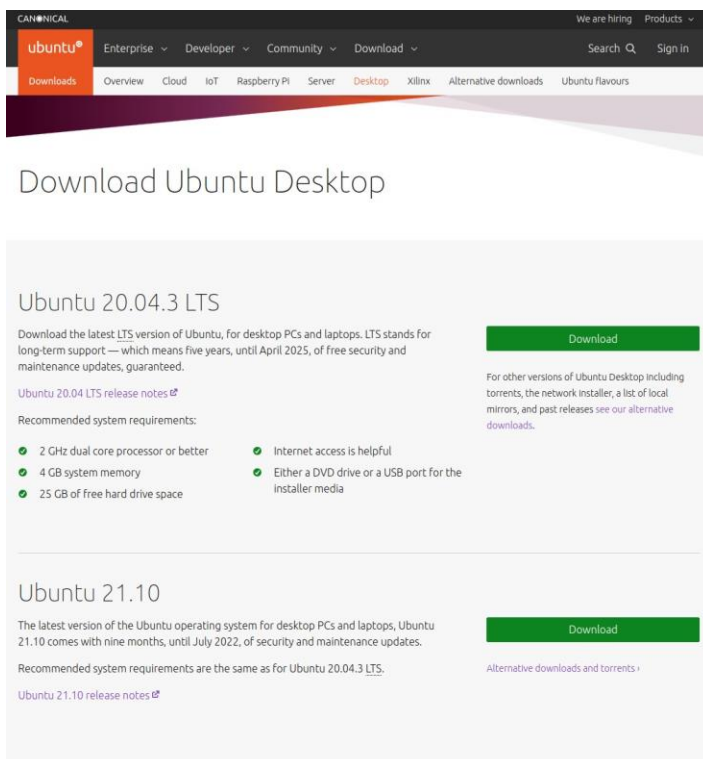 CANONICAL
We are hiring Products
ubuntu® Enterprise Developer Community Download Search Sign in
Downloads Overview Cloud IoT Raspberry Pi Server Desktop Xilinx Alternative downloads Ubuntu flavours
Download Ubuntu Desktop
Ubuntu 20.04.3 LTS
Download the latest LTS version of Ubuntu, for desktop PCs and laptops. LTS stands for
long-term support — which means five years, until April 2025, of free security and
maintenance updates, guaranteed.
Ubuntu 20.04 LTS release notes
Recommended system requirements:
2 GHz dual core processor or better
4 GB system memory
25 GB of free hard drive space
Internet access is helpful
Either a DVD drive or a USB port for the
installer media
Download
For other versions of Ubuntu Desktop including
torrents, the network installer, a list of local
mirrors, and past releases see our alternative
downloads.
Ubuntu 21.10
The latest version of the Ubuntu operating system for desktop PCs and laptops, Ubuntu
21.10 comes with nine months, until July 2022, of security and maintenance updates.
Recommended system requirements are the same as for Ubuntu 20.04.3 LTS.
Ubuntu 21.10 release notes
Download
Alternative downloads and torrents ›